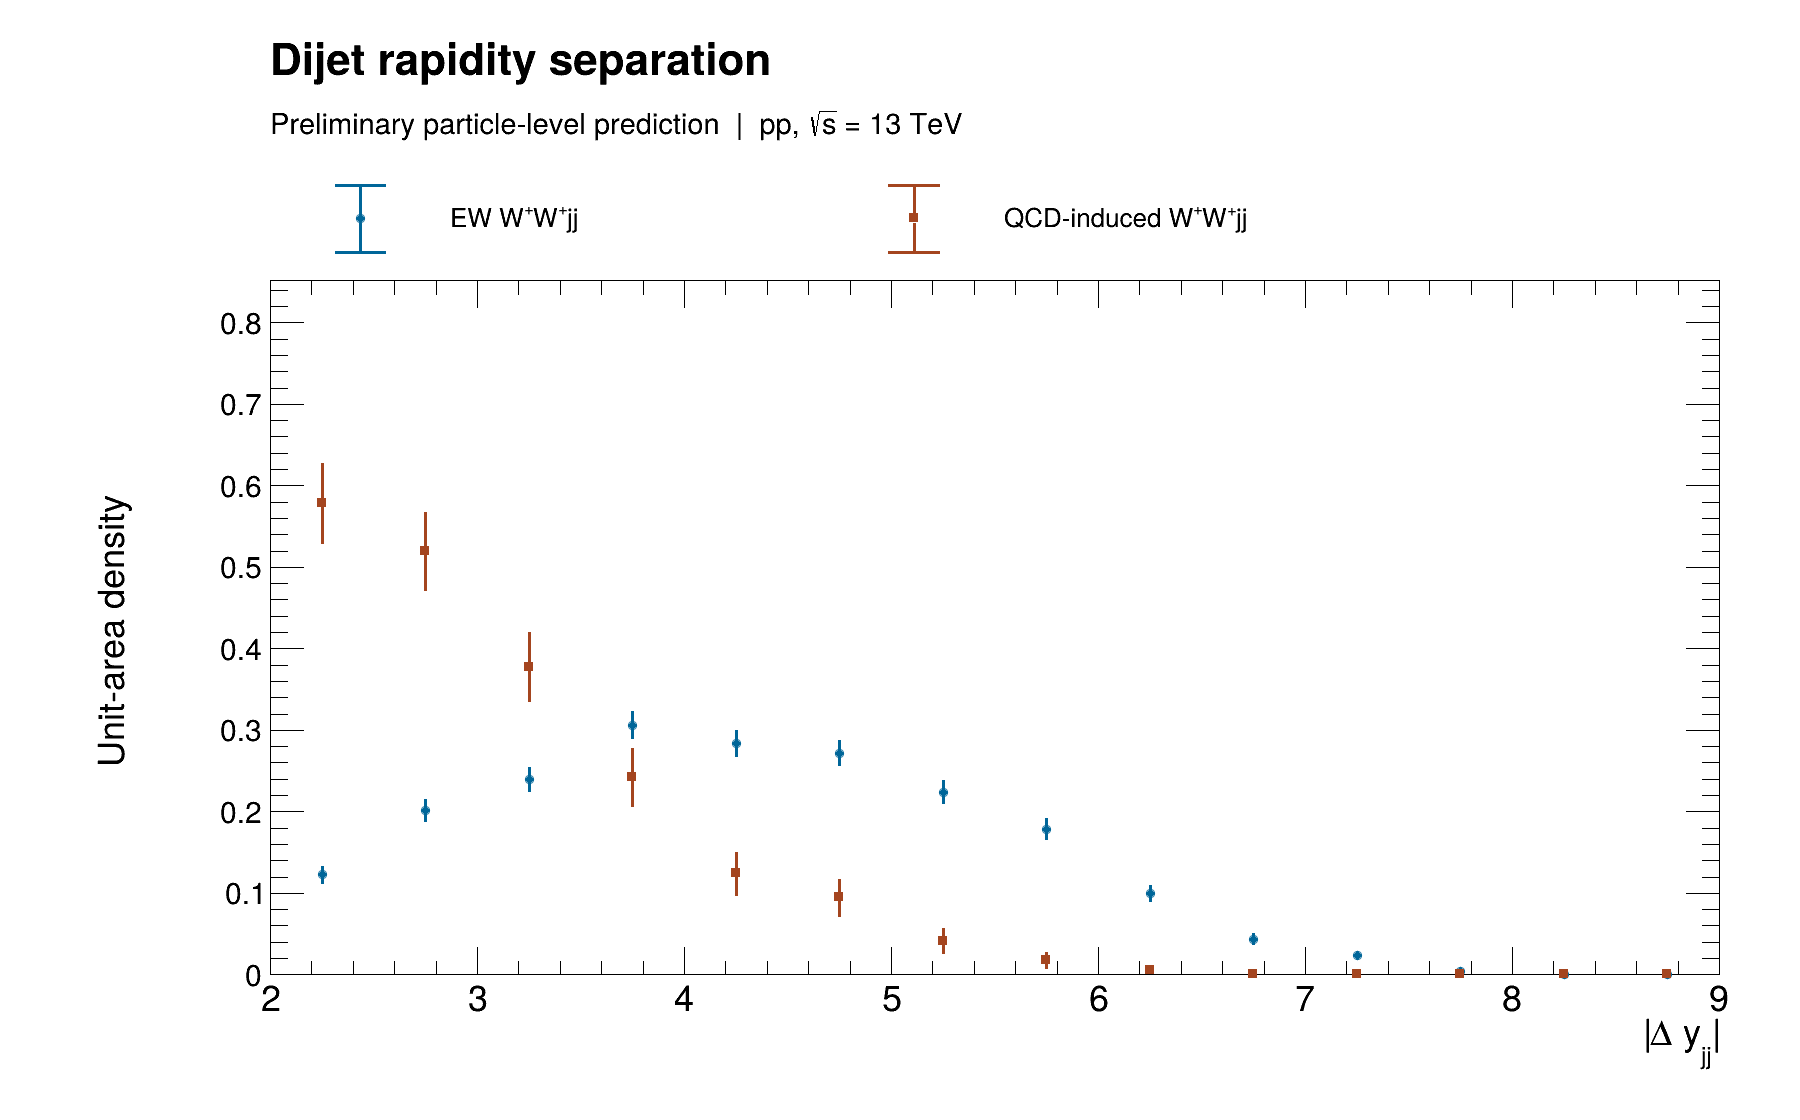 Dijet rapidity separation
Preliminary particle-level prediction | pp, √s = 13 TeV
EW W⁺W⁺jj
QCD-induced W⁺W⁺jj
Unit-area density
0.8
0.7
0.6
0.5
0.4
0.3
0.2
0.1
0
2 3 4 5 6 7 8 9
|Δ y_jj|